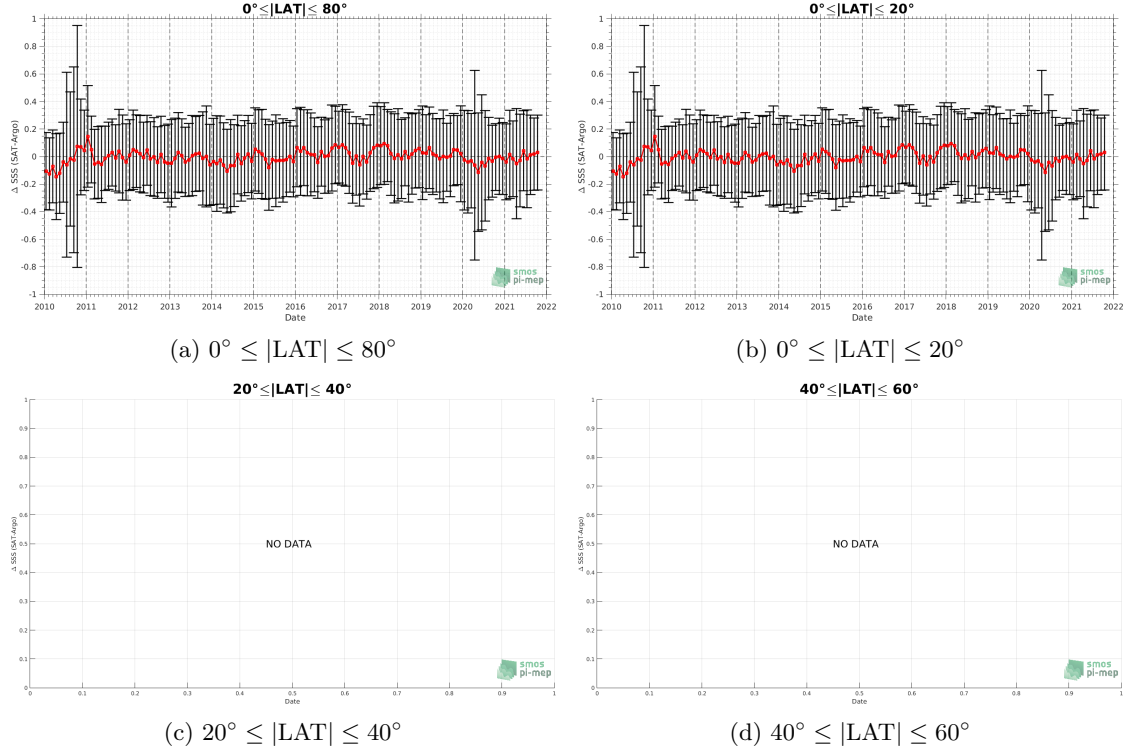 0°≤|LAT|≤ 80°
1
0.8
0.6
0.4
0.2
0
-0.2
-0.4
-0.6
-0.8
-1
Δ SSS (SAT-Argo)
2010 2011 2012 2013 2014 2015 2016 2017 2018 2019 2020 2021 2022
Date
smos
pi-mep
(a) 0° ≤ |LAT| ≤ 80°
0°≤|LAT|≤ 20°
1
0.8
0.6
0.4
0.2
0
-0.2
-0.4
-0.6
-0.8
-1
Δ SSS (SAT-Argo)
2010 2011 2012 2013 2014 2015 2016 2017 2018 2019 2020 2021 2022
Date
smos
pi-mep
(b) 0° ≤ |LAT| ≤ 20°
20°≤|LAT|≤ 40°
1
0.9
0.8
0.7
0.6
0.5
0.4
0.3
0.2
0.1
0
Δ SSS (SAT-Argo)
NO DATA
0 0.1 0.2 0.3 0.4 0.5 0.6 0.7 0.8 0.9 1
Date
smos
pi-mep
(c) 20° ≤ |LAT| ≤ 40°
40°≤|LAT|≤ 60°
1
0.9
0.8
0.7
0.6
0.5
0.4
0.3
0.2
0.1
0
Δ SSS (SAT-Argo)
NO DATA
0 0.1 0.2 0.3 0.4 0.5 0.6 0.7 0.8 0.9 1
Date
smos
pi-mep
(d) 40° ≤ |LAT| ≤ 60°